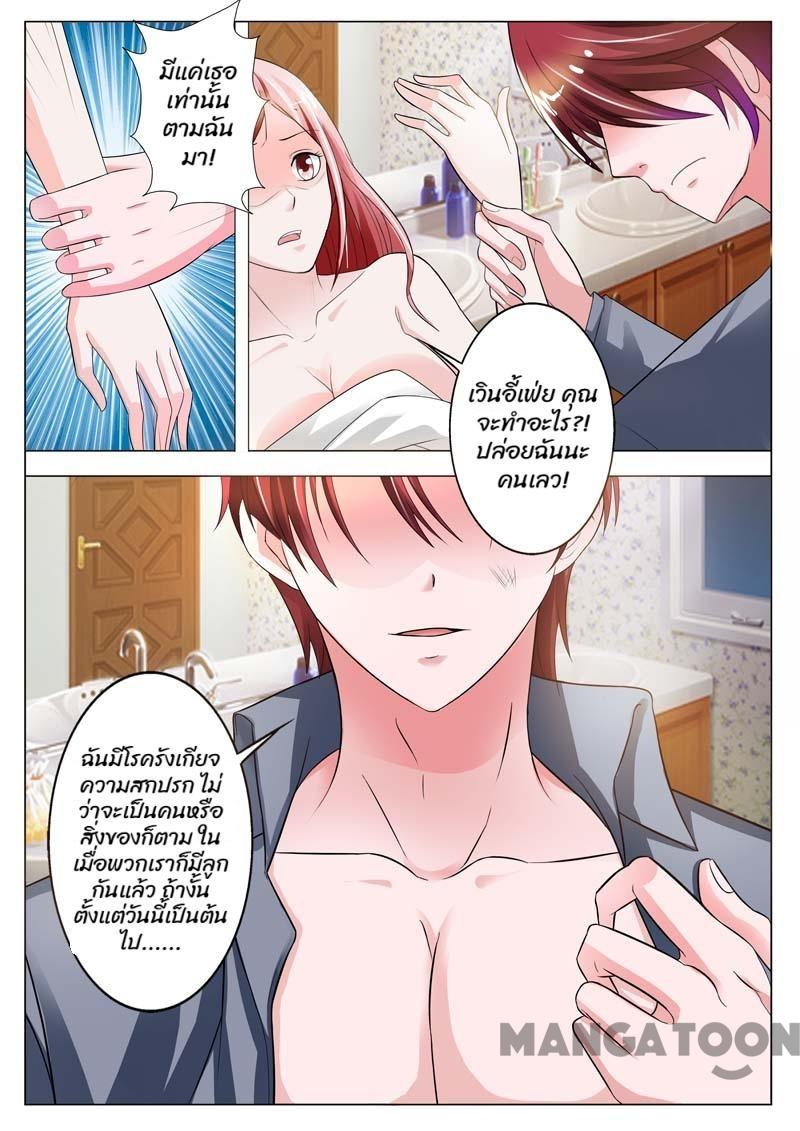 มีแค่เธอ
เท่านั้น
ตามฉัน
มา!
เวินอี้เฟ่ย คุณ
จะทำอะไร?!
ปล่อยฉันนะ
คนเลว!
ฉันมีโรครังเกียจ
ความสกปรก ไม่
ว่าจะเป็นคนหรือ
สิ่งของก็ตาม ใน
เมื่อพวกเราก็มีลูก
กันแล้ว ถ้างั้น
ตั้งแต่วันนี้เป็นต้น
ไป......
MANGATOON